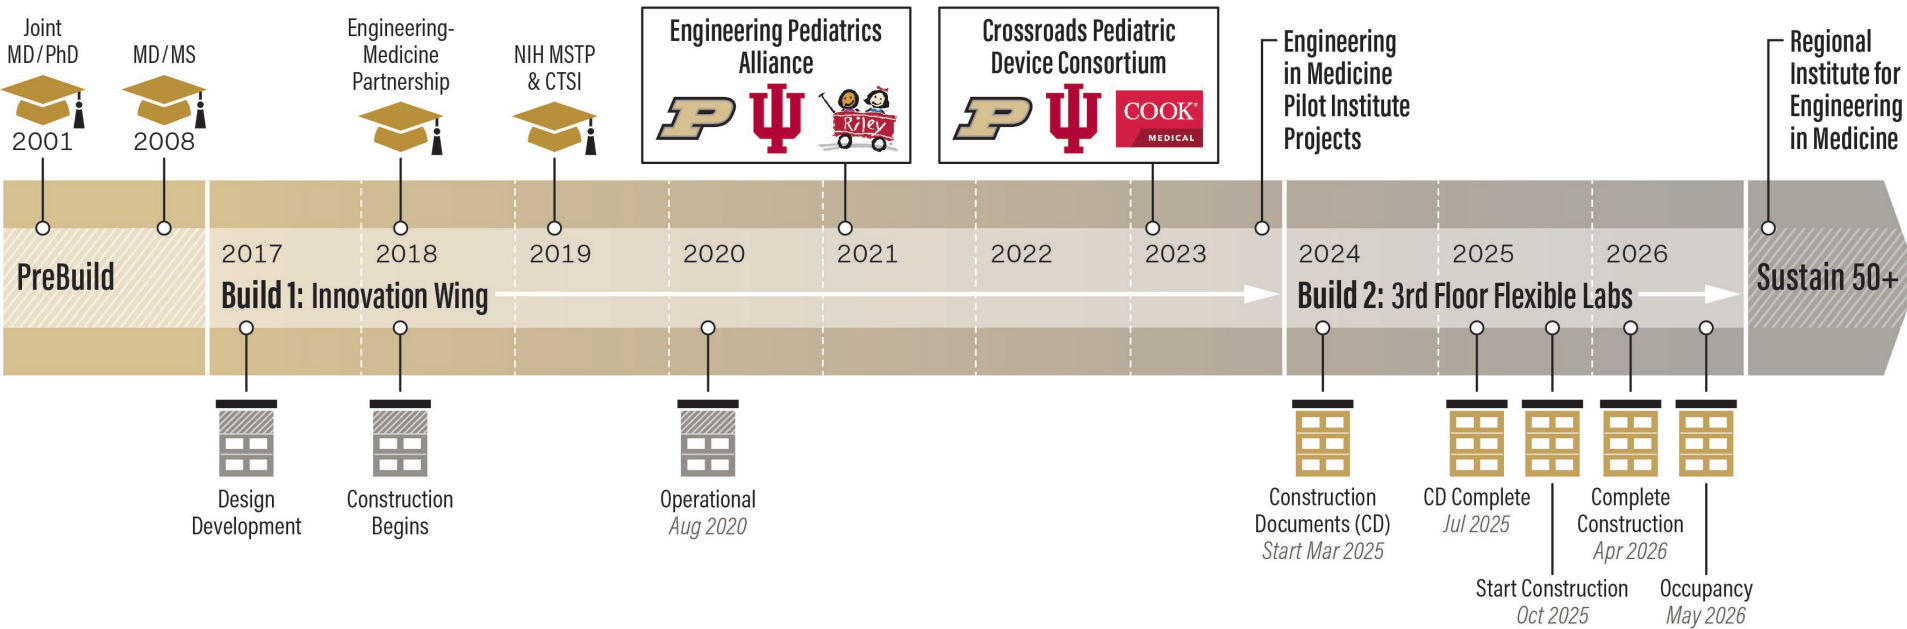 Joint
MD/PhD
2001
MD/MS
2008
Engineering-
Medicine
Partnership
NIH MSTP
& CTSI
Engineering Pediatrics
Alliance
P
Riley
Crossroads Pediatric
Device Consortium
P
COOK®
MEDICAL
Engineering
in Medicine
Pilot Institute
Projects
Regional
Institute for
Engineering
in Medicine
PreBuild
2017
2018
2019
2020
2021
2022
2023
Build 1: Innovation Wing
2024
2025
2026
Build 2: 3rd Floor Flexible Labs
Sustain 50+
Design
Development
Construction
Begins
Operational
Aug 2020
Construction
Documents (CD)
Start Mar 2025
CD Complete
Jul 2025
Start Construction
Oct 2025
Complete
Construction
Apr 2026
Occupancy
May 2026